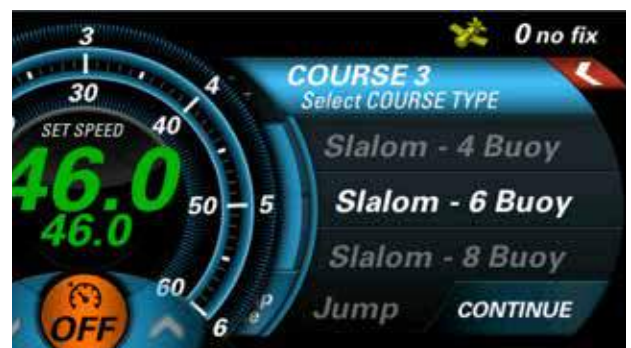 0 no fix
COURSE 3
Select COURSE TYPE
Slalom - 4 Buoy
Slalom - 6 Buoy
Slalom - 8 Buoy
Jump
CONTINUE
3
4
5
6
30
40
50
60
SET SPEED
46.0
46.0
OFF